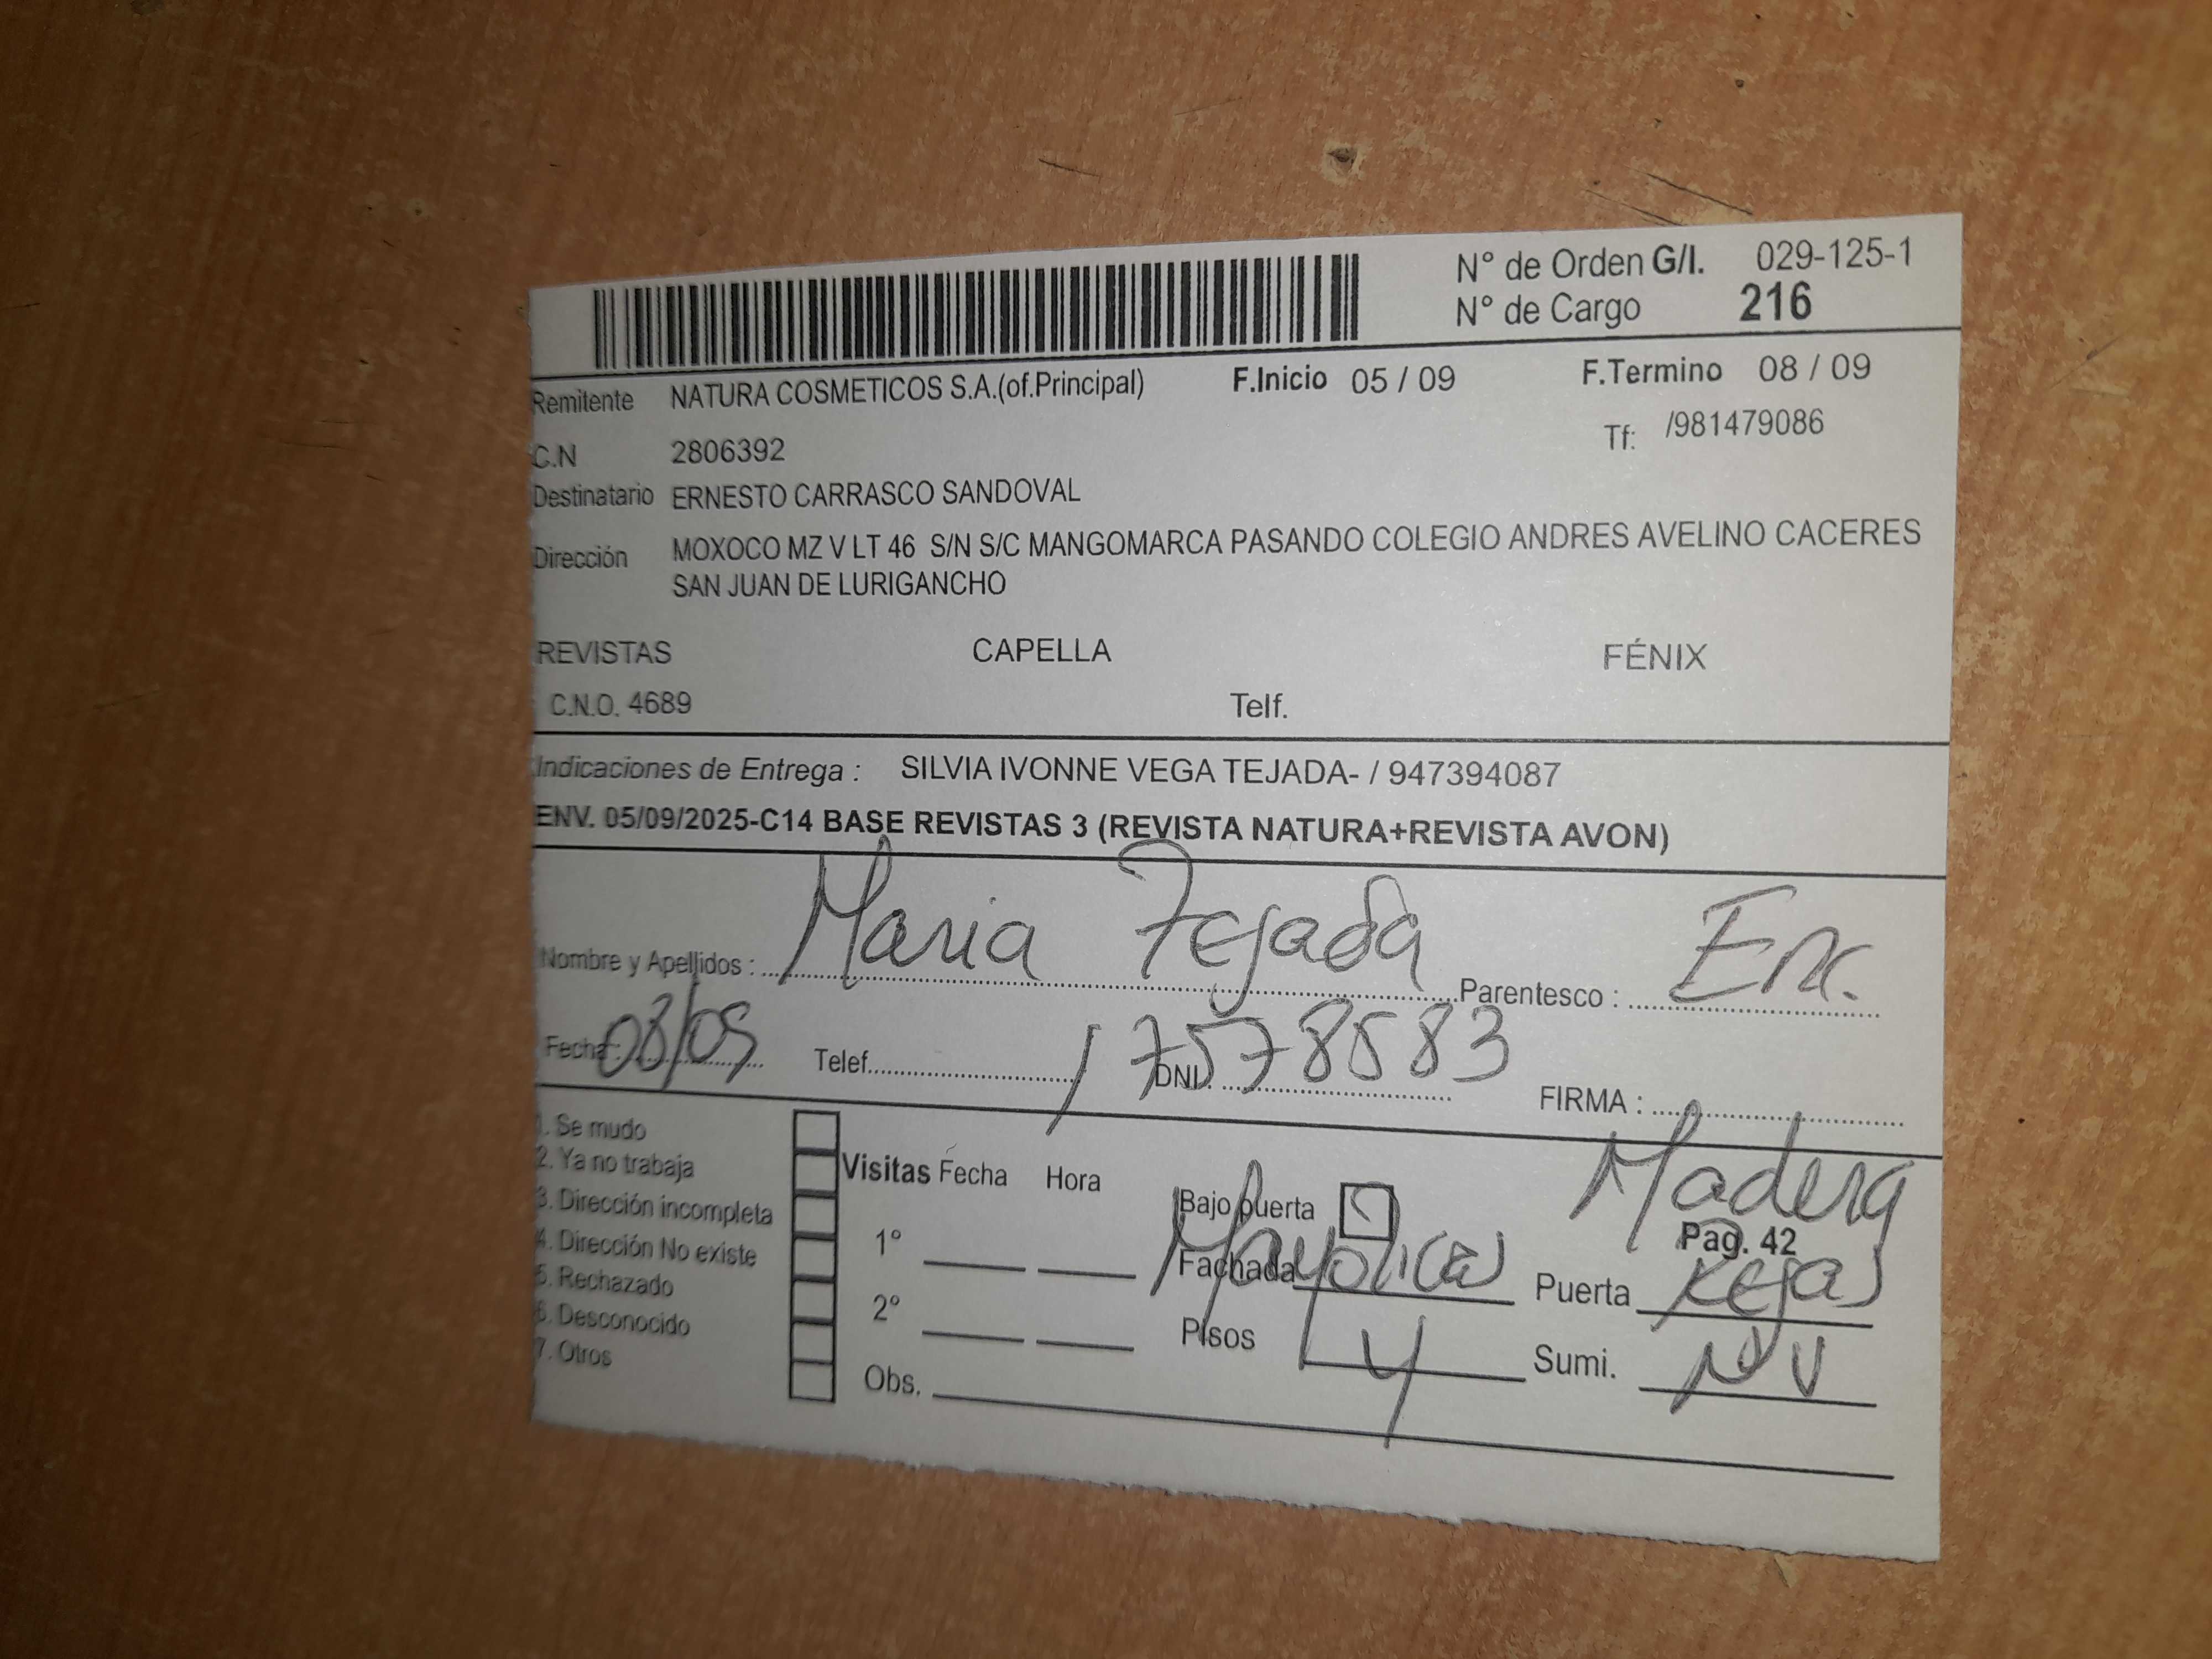 N° de Orden G/I. 029-125-1
N° de Cargo 216
Remitente NATURA COSMETICOS S.A.(of.Principal) F.Inicio 05 / 09 F.Termino 08 / 09
Tf: /981479086
C.N 2806392
Destinatario ERNESTO CARRASCO SANDOVAL
Dirección MOXOCO MZ V LT 46 S/N S/C MANGOMARCA PASANDO COLEGIO ANDRES AVELINO CACERES
SAN JUAN DE LURIGANCHO
REVISTAS CAPELLA FÉNIX
C.N.O. 4689 Telf.
Indicaciones de Entrega : SILVIA IVONNE VEGA TEJADA- / 947394087
ENV. 05/09/2025-C14 BASE REVISTAS 3 (REVISTA NATURA+REVISTA AVON)
Nombre y Apellidos : Maria Tejada Parentesco : Enc.
Fecha: 08/09 Telef. DNI : 17578583 FIRMA :
1. Se mudo
2. Ya no trabaja
3. Dirección incompleta
4. Dirección No existe
5. Rechazado
6. Desconocido
7. Otros
Visitas Fecha Hora
1°
2°
Obs.
Bajo puerta Madera
Pag. 42
Fachada Mayolicas Puerta Rejas
Pisos 4 Sumi. NV